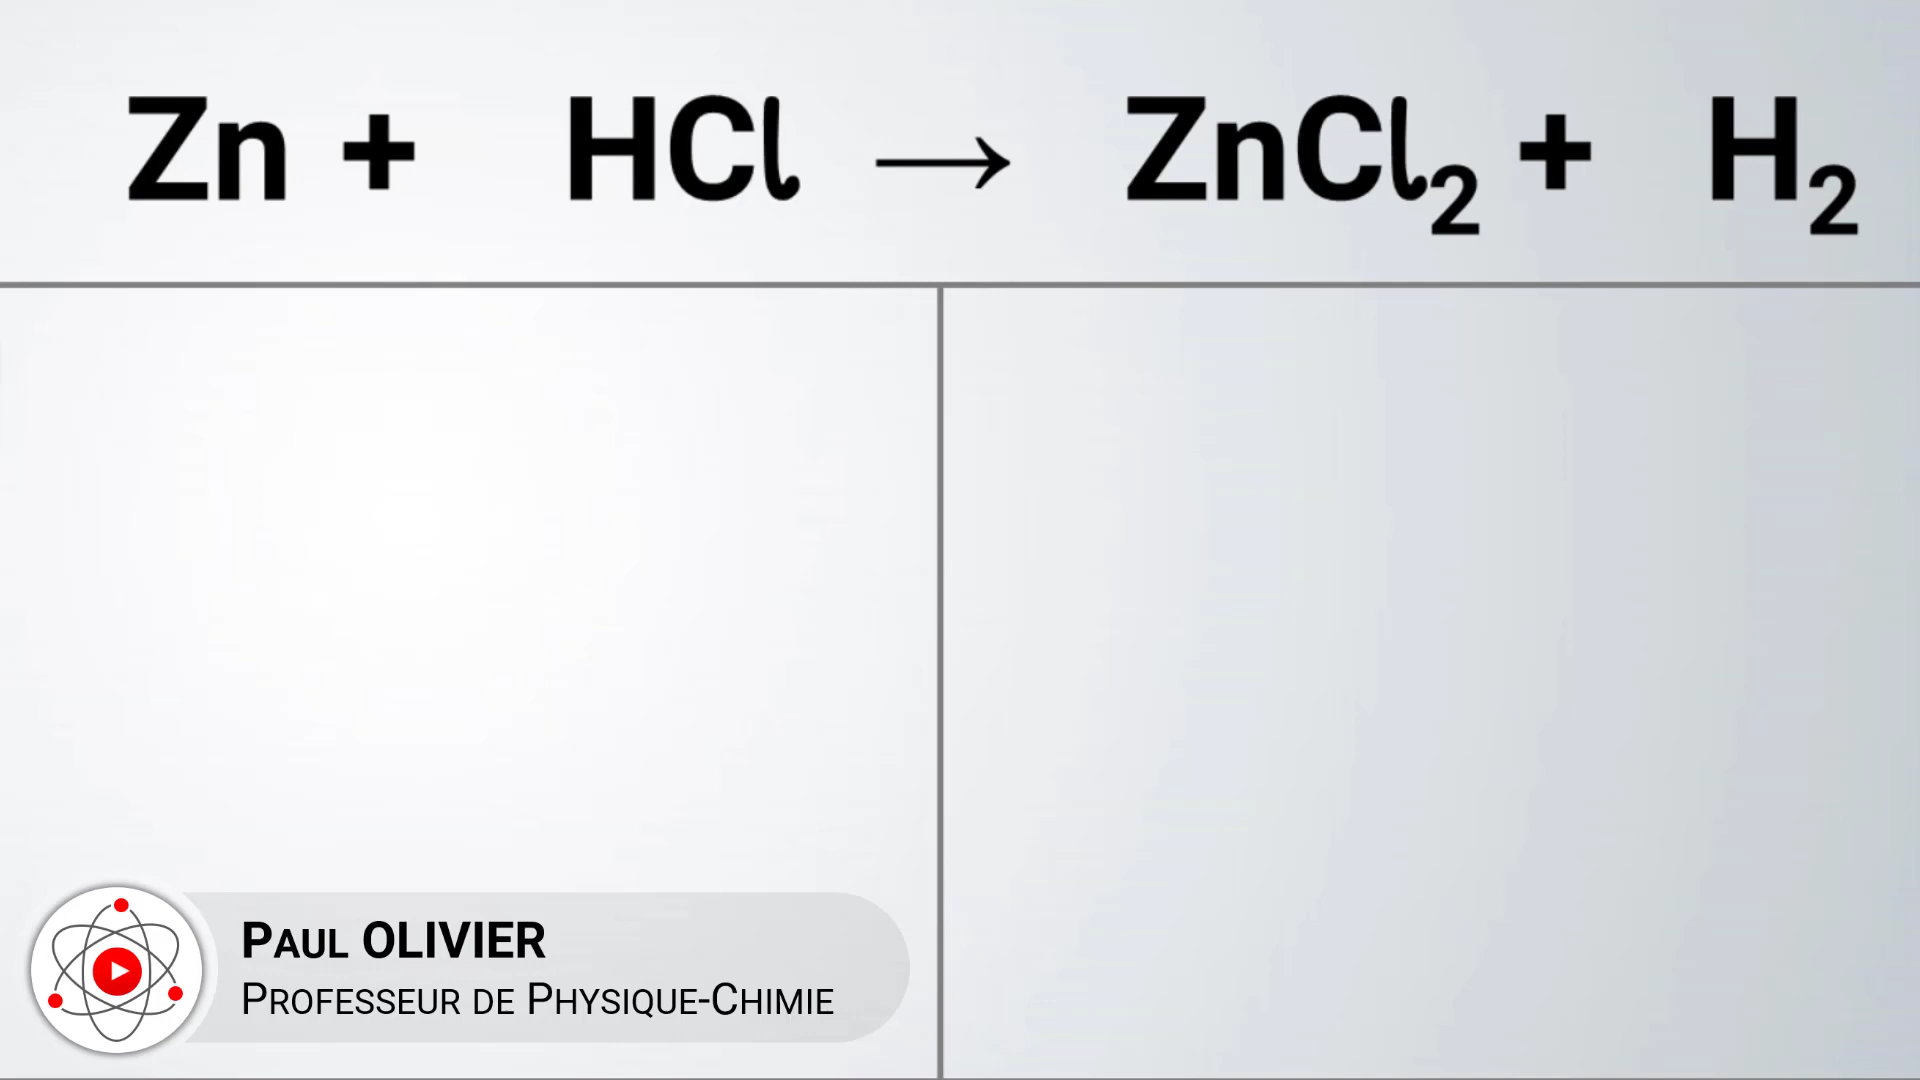 Zn + HCl → ZnCl₂ + H₂
PAUL OLIVIER
PROFESSEUR DE PHYSIQUE-CHIMIE